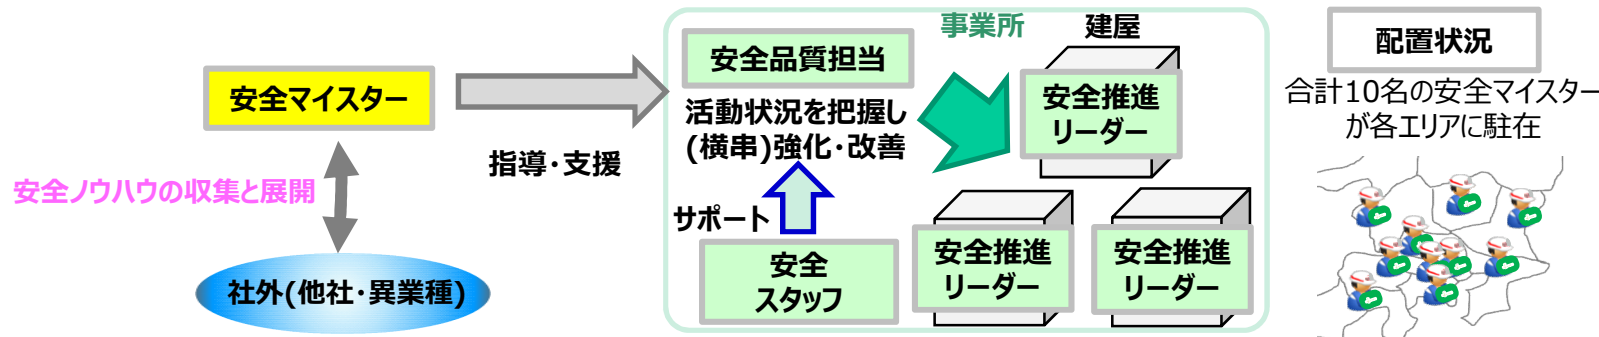 安全マイスター
安全ノウハウの収集と展開
社外(他社・異業種)
指導・支援
事業所
建屋
安全品質担当
活動状況を把握し
(横串)強化・改善
サポート
安全
スタッフ
安全推進
リーダー
安全推進
リーダー
安全推進
リーダー
配置状況
合計10名の安全マイスター
が各エリアに駐在